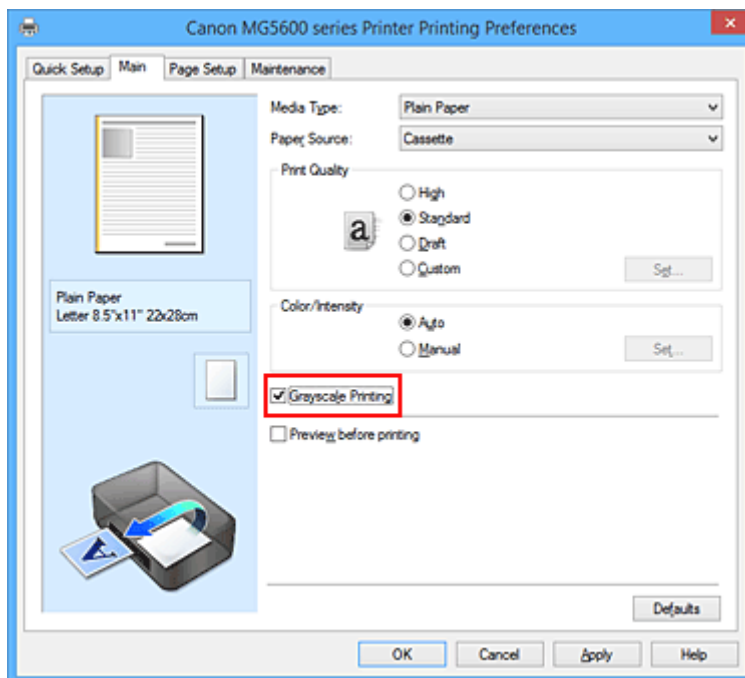 Canon MG5600 series Printer Printing Preferences
Quick Setup Main Page Setup Maintenance
Media Type: Plain Paper
Paper Source: Cassette
Print Quality
High
a Standard
Draft
Custom Set...
Plain Paper
Letter 8.5"x11" 22x28cm
Color/Intensity
Auto
Manual Set...
Grayscale Printing
Preview before printing
A
Defaults
OK Cancel Apply Help